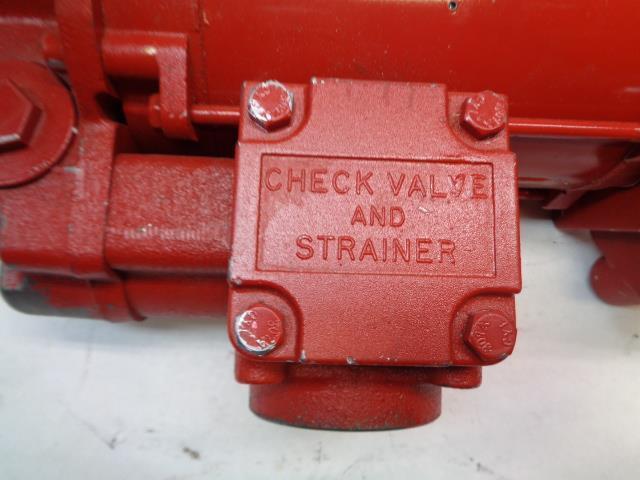 CHECK VALVE
AND
STRAINER